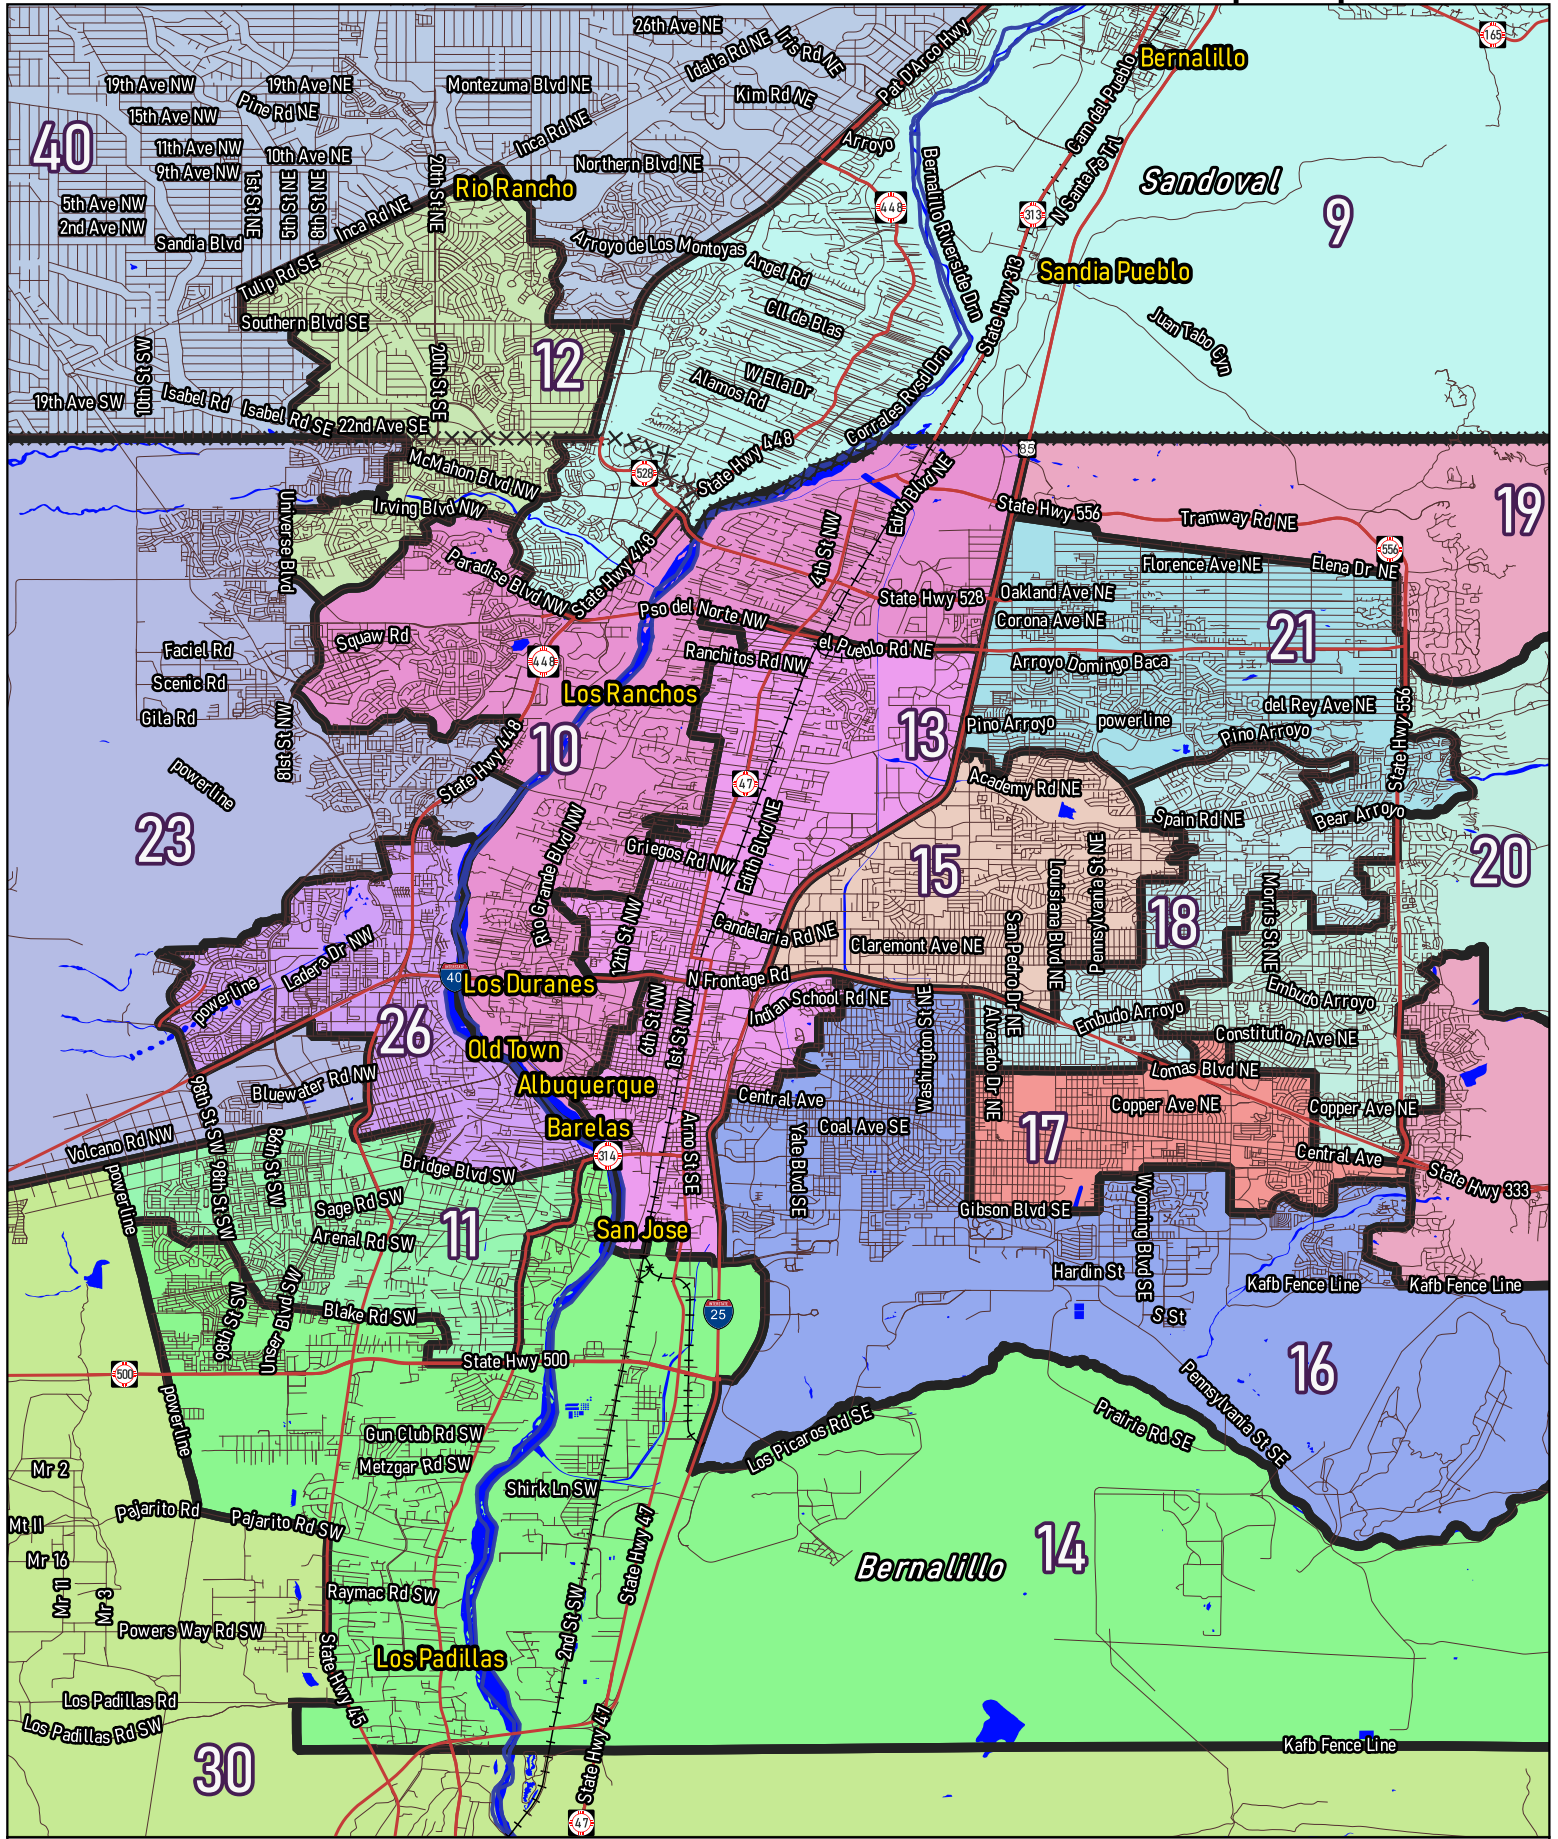 26th Ave NE
Iris Rd NE
Idalia Rd NE
Pat D'Arco Hwy
165
Bernalillo
19th Ave NW
19th Ave NE
Montezuma Blvd NE
Kim Rd NE
Pine Rd NE
15th Ave NW
Cam del Pueblo
40
11th Ave NW
10th Ave NE
Inca Rd NE
Arroyo
9th Ave NW
20th St NE
Northern Blvd NE
Bernalillo Riverside Drn
N Santa Fe Trl
Sandoval
Rio Rancho
1st St NE
5th St NE
8th St NE
5th Ave NW
448
313
9
2nd Ave NW
Inca Rd NE
Sandia Blvd
Arroyo de Los Montoyas
Angel Rd
Sandia Pueblo
Tulip Rd SE
State Hwy 313
Southern Blvd SE
Cll de Blas
Juan Tabo Cyn
12
10th St SW
20th St SE
W Ella Dr
Alamos Rd
Corrales Rvsd Drn
19th Ave SW
Isabel Rd
Isabel Rd SE
22nd Ave SE
State Hwy 448
85
McMahon Blvd NW
528
Edith Blvd NE
Irving Blvd NW
State Hwy 556
Tramway Rd NE
19
Universe Blvd
556
4th St NW
Paradise Blvd NW
State Hwy 448
Florence Ave NE
Elena Dr NE
State Hwy 528
Oakland Ave NE
Pso del Norte NW
Corona Ave NE
21
Squaw Rd
el Pueblo Rd NE
Faciel Rd
448
Ranchitos Rd NW
Arroyo Domingo Baca
Scenic Rd
Los Ranchos
State Hwy 556
Gila Rd
81st St NW
del Rey Ave NE
10
13
Pino Arroyo
powerline
Pino Arroyo
State Hwy 448
powerline
47
Academy Rd NE
23
Spain Rd NE
Bear Arroyo
Rio Grande Blvd NW
Griegos Rd NW
Edith Blvd NE
15
Louisiana Blvd NE
Pennsylvania St NE
20
Morris St NE
18
Ladera Dr NW
12th St NW
Candelaria Rd NE
Claremont Ave NE
San Pedro Dr NE
40
Los Duranes
N Frontage Rd
powerline
Indian School Rd NE
Embudo Arroyo
26
6th St NW
1st St NW
Washington St NE
Alvarado Dr NE
Embudo Arroyo
Old Town
Constitution Ave NE
Bluewater Rd NW
Albuquerque
Lomas Blvd NE
98th St SW
Central Ave
Copper Ave NE
Copper Ave NE
Barelas
Coal Ave SE
17
Volcano Rd NW
86th St SW
314
Arno St SE
Yale Blvd SE
Central Ave
powerline
98th St SW
Bridge Blvd SW
State Hwy 333
Sage Rd SW
Wyoming Blvd SE
Gibson Blvd SE
Arenal Rd SW
11
San Jose
Hardin St
Kafb Fence Line
Kafb Fence Line
98th St SW
Unser Blvd SW
Blake Rd SW
25
S St
State Hwy 500
500
16
Pennsylvania St SE
powerline
Gun Club Rd SW
Los Picaros Rd SE
Prairie Rd SE
Mr 2
Metzgar Rd SW
Shirk Ln SW
Pajarito Rd
Pajarito Rd SW
Mt II
State Hwy 47
14
Mr 16
Bernalillo
Mr 11
Mr 3
Raymac Rd SW
Powers Way Rd SW
2nd St SW
State Hwy 45
Los Padillas
Los Padillas Rd
Los Padillas Rd SW
State Hwy 47
Kafb Fence Line
30
47